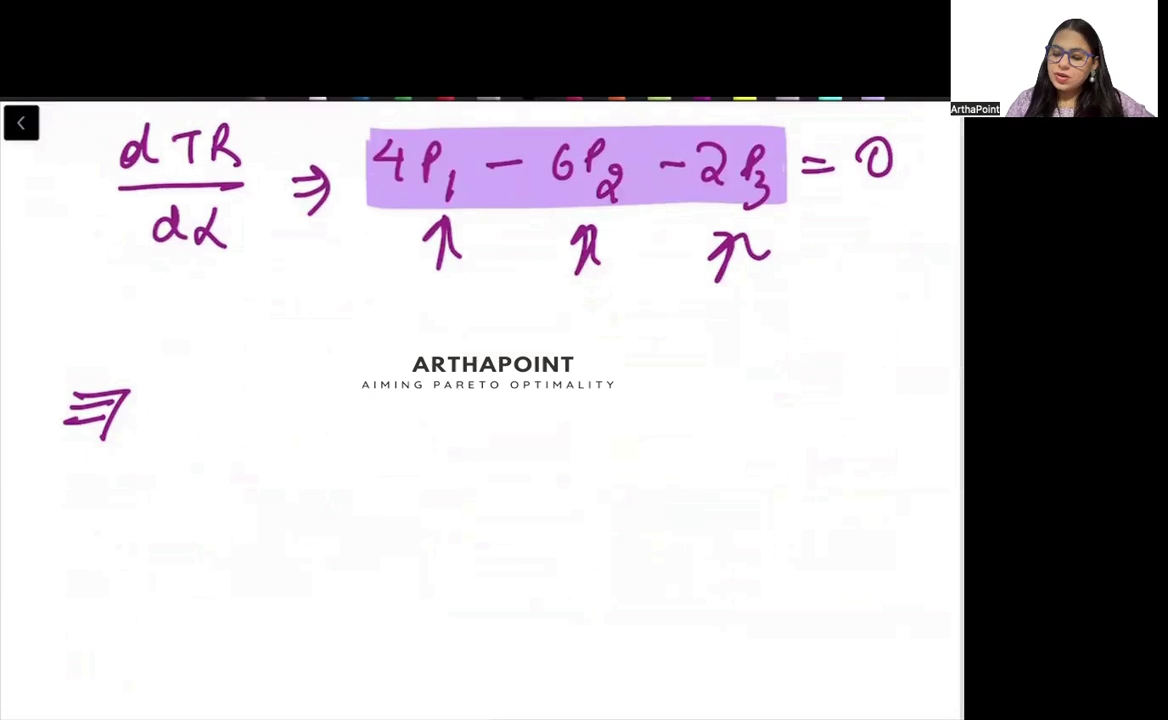 dTR/dα ⇒ 4P₁ − 6P₂ − 2P₃ = 0
↑ ↑ ↑
ARTHAPOINT
AIMING PARETO OPTIMALITY
⇒
ArthaPoint